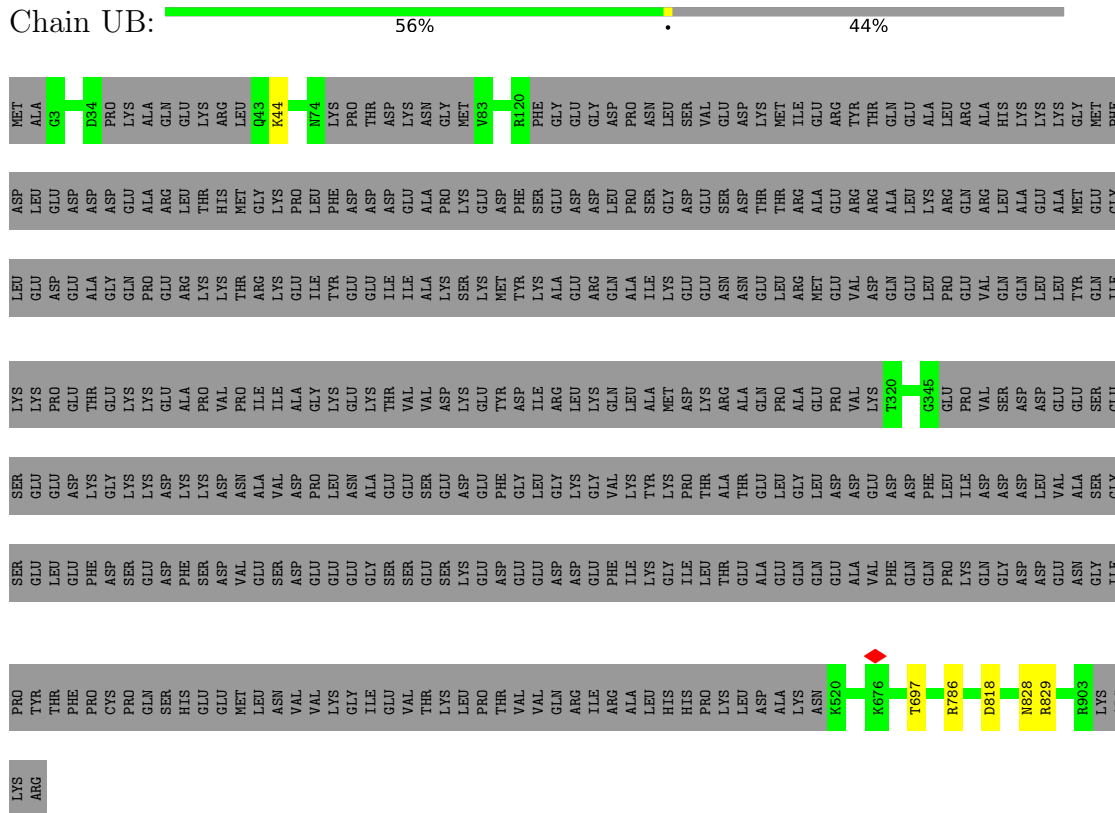 Chain UB: 56% • 44%
MET ALA G3 D34 PRO LYS ALA GLN GLU LYS ARG LEU Q43 K44 N74 LYS PRO THR ASP LYS ASN GLY MET V83 R120 PHE GLY GLU GLY ASP PRO ASN LEU SER VAL GLU ASP LYS MET ILE GLU ARG TYR THR GLN GLU ALA LEU ARG ALA HIS LYS LYS LYS GLY MET PHE
ASP LEU GLU ASP ASP ASP GLU ALA ARG LEU THR HIS MET GLY LYS PRO LEU PHE ASP ASP ASP GLU ALA PRO LYS GLU ASP PHE SER GLU ASP ASP LEU PRO SER GLY ASP GLU SER ASP THR THR ARG ALA GLU ARG ARG ALA LEU LYS ARG GLN ARG LEU ALA GLU ALA MET GLU GLY
LEU GLU ASP GLU ALA GLY GLN PRO GLU ARG LYS LYS THR ARG LYS GLU ILE TYR GLU GLU ILE ILE ALA LYS SER LYS MET TYR LYS ALA GLU ARG GLN ALA ILE LYS GLU GLU ASN ASN GLU LEU ARG MET GLU VAL ASP GLN GLU LEU PRO GLU VAL GLN GLN LEU LEU TYR GLN ILE
LYS LYS PRO GLU THR GLU LYS LYS GLU ALA PRO VAL PRO ILE ILE ALA GLY LYS GLU LYS THR VAL VAL ASP LYS GLU TYR ASP ILE ARG LEU LYS GLN LEU ALA MET ASP LYS ARG ALA GLN PRO ALA GLU PRO VAL LYS T320 G345 GLU PRO VAL SER ASP ASP GLU GLU SER GLU
SER GLU GLU ASP LYS GLY LYS LYS ASP LYS LYS ASP ASN ALA VAL ASP PRO LEU ASN ALA GLU GLU SER GLU ASP GLU PHE GLY LEU GLY LYS GLY VAL LYS TYR LYS PRO THR ALA THR GLU LEU GLY LEU ASP ASP GLU ASP ASP PHE LEU ILE ASP ASP ASP LEU VAL ALA SER GLY
SER GLU LEU GLU PHE ASP SER GLU ASP PHE SER ASP VAL GLU SER ASP GLU GLU GLU GLY SER SER GLU SER LYS GLU ASP GLU GLU ASP ASP GLU PHE ILE LYS GLY ILE LEU THR GLU ALA GLU GLN GLN GLU ALA VAL PHE GLN GLN PRO LYS GLN GLY ASP ASP GLU ASN GLY ILE
PRO TYR THR PHE PRO CYS PRO GLN SER HIS GLU GLU MET LEU ASN VAL VAL LYS GLY ILE GLU VAL THR LYS LEU PRO THR VAL VAL GLN ARG ILE ARG ALA LEU HIS HIS PRO LYS LEU ASP ALA LYS ASN K520 K676 T697 R786 D818 N828 R829 R903 LYS
LYS ARG